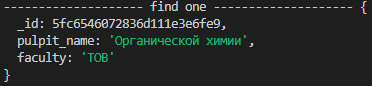 -------------------- find one -------------------- {
  _id: 5fc6546072836d111e3e6fe9,
  pulpit_name: 'Органической химии',
  faculty: 'ТОВ'
}